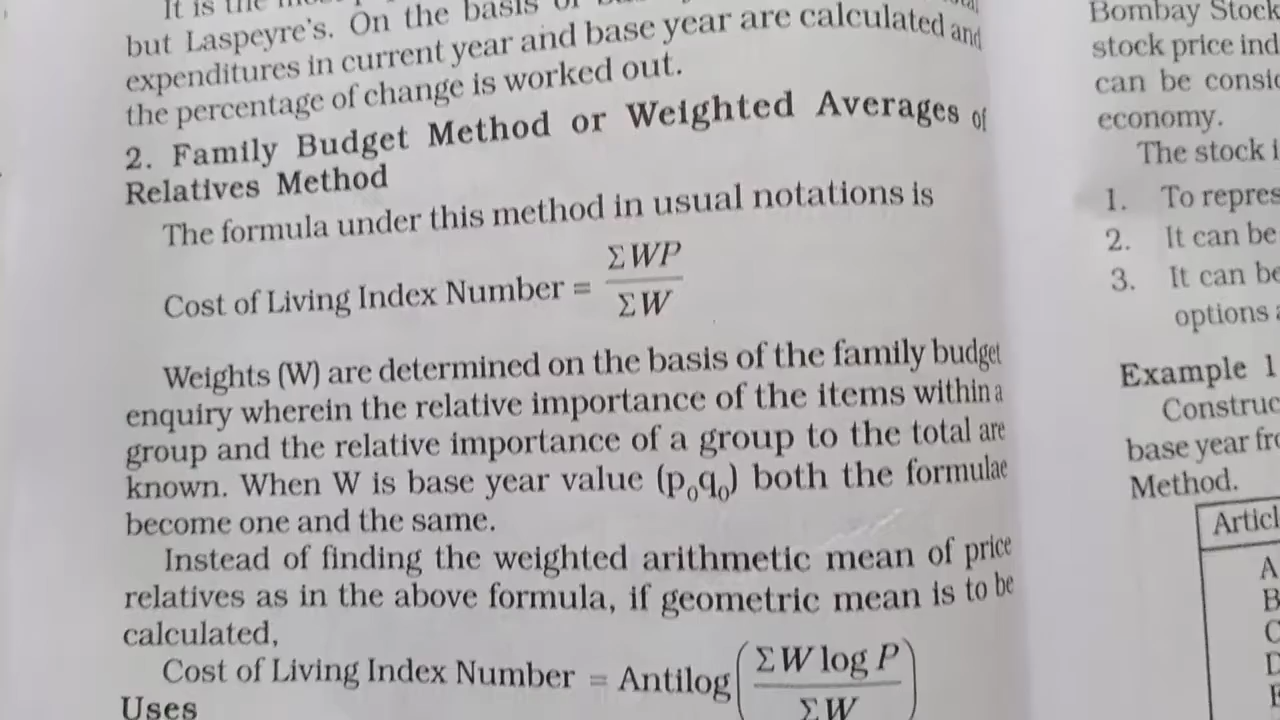 It is the
but Laspeyre's. On the basis
expenditures in current year and base year are calculated and
the percentage of change is worked out.
2. Family Budget Method or Weighted Averages of
Relatives Method
The formula under this method in usual notations is
Cost of Living Index Number = ΣWP / ΣW
Weights (W) are determined on the basis of the family budget
enquiry wherein the relative importance of the items within a
group and the relative importance of a group to the total are
known. When W is base year value (p₀q₀) both the formulae
become one and the same.
Instead of finding the weighted arithmetic mean of price
relatives as in the above formula, if geometric mean is to be
calculated,
Cost of Living Index Number = Antilog(ΣW log P / ΣW)
Uses
Bombay Stock
stock price ind
can be consid
economy.
The stock i
1. To repres
2. It can be
3. It can be
options a
Example 1
Construc
base year fro
Method.
Articl
A
B
C
D